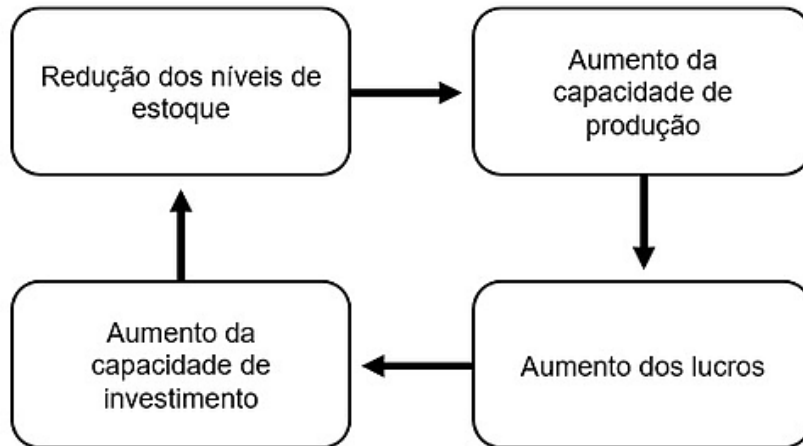 Redução dos níveis de
estoque
Aumento da
capacidade de
produção
Aumento da
capacidade de
investimento
Aumento dos lucros